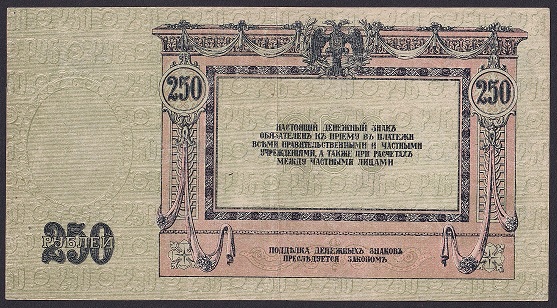 250
250
НАСТОЯЩИЙ ДЕНЕЖНЫЙ ЗНАКЪ
ОБЯЗАТЕЛЕНЪ КЪ ПРІЕМУ ВЪ ПЛАТЕЖИ
ВСѢМИ ПРАВИТЕЛЬСТВЕННЫМИ И ЧАСТНЫМИ
УЧРЕЖДЕНІЯМИ, А ТАКЖЕ ПРИ РАСЧЕТАХЪ
МЕЖДУ ЧАСТНЫМИ ЛИЦАМИ
250
РУБЛЕЙ
ПОДДѢЛКА ДЕНЕЖНЫХЪ ЗНАКОВЪ
ПРЕСЛѢДУЕТСЯ ЗАКОНОМЪ